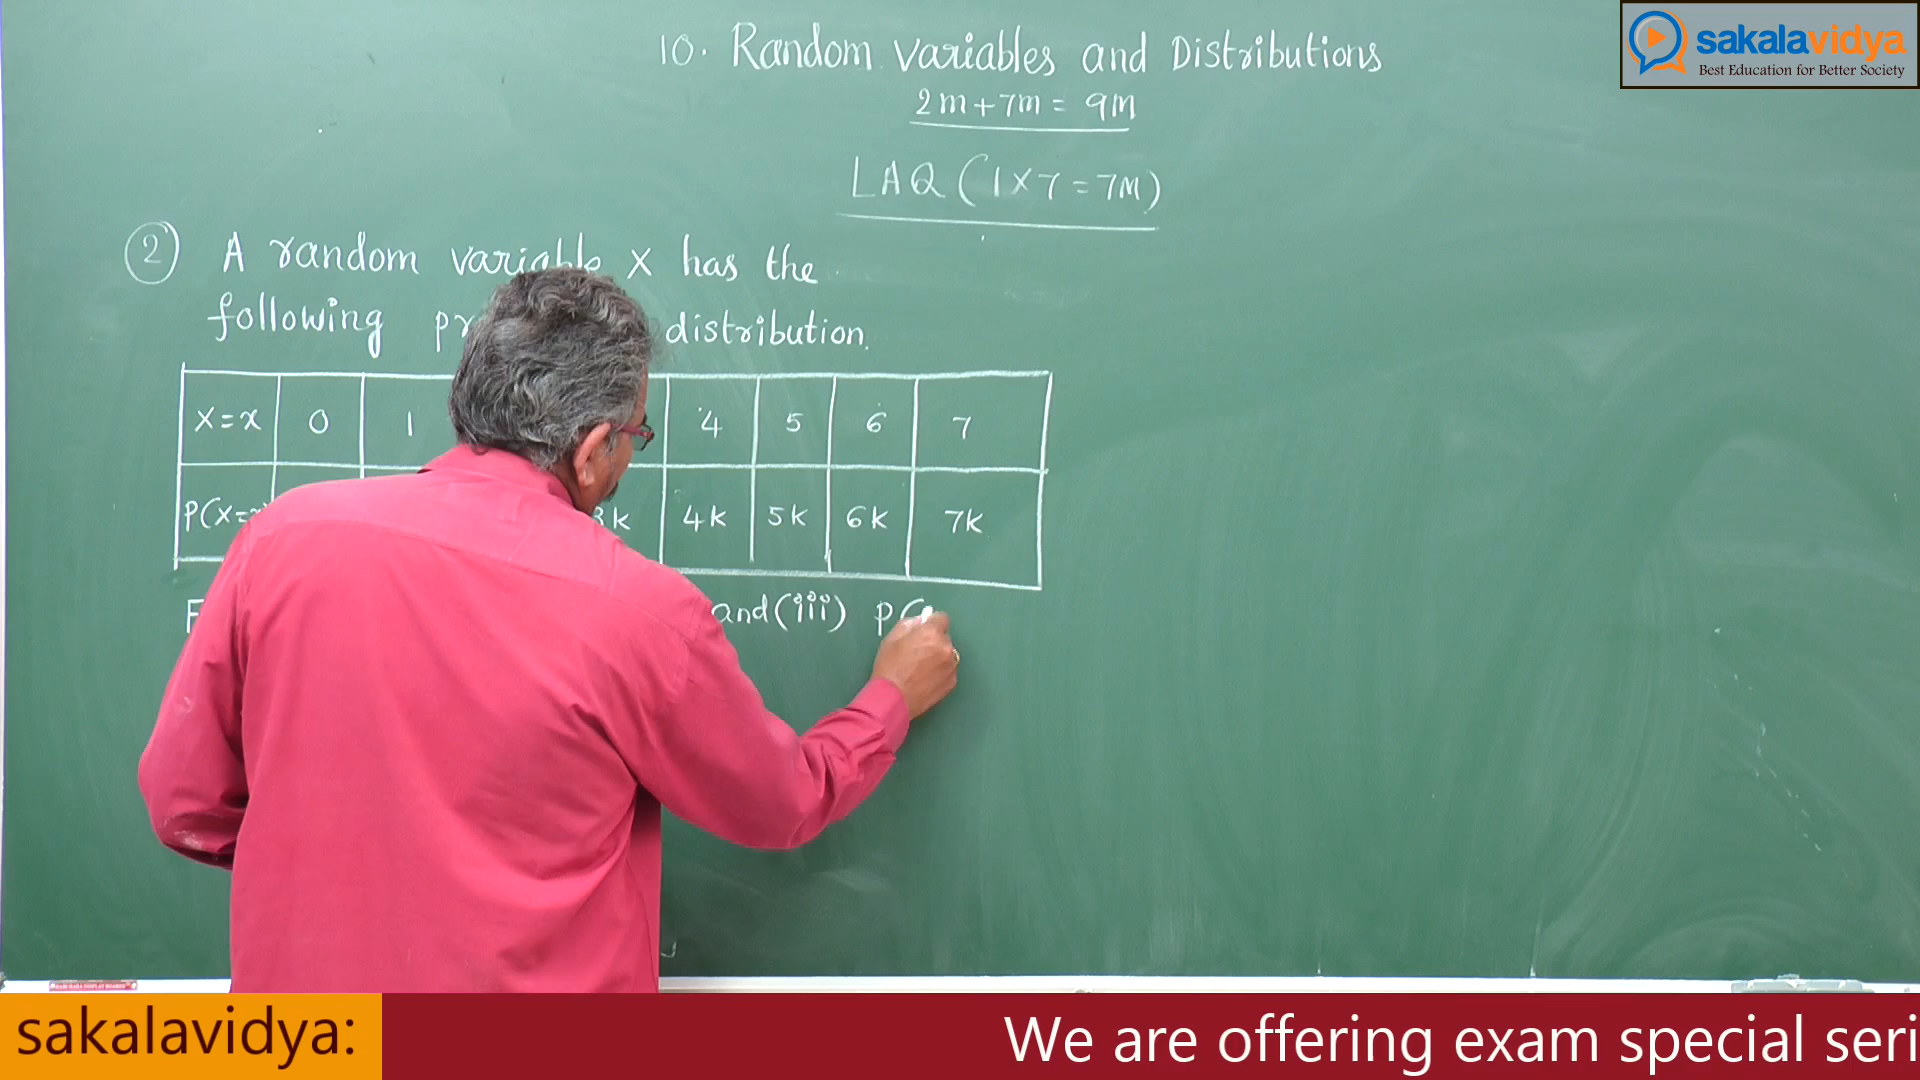 10. Random variables and Distributions
sakalavidya
Best Education for Better Society
2m+7m = 9M
LAQ (1×7=7M)
2 A random variable X has the
following distribution.
X=x 0 1 4 5 6 7
P(X= 3k 4k 5k 6k 7k
and (iii) P(
sakalavidya:
We are offering exam special seri